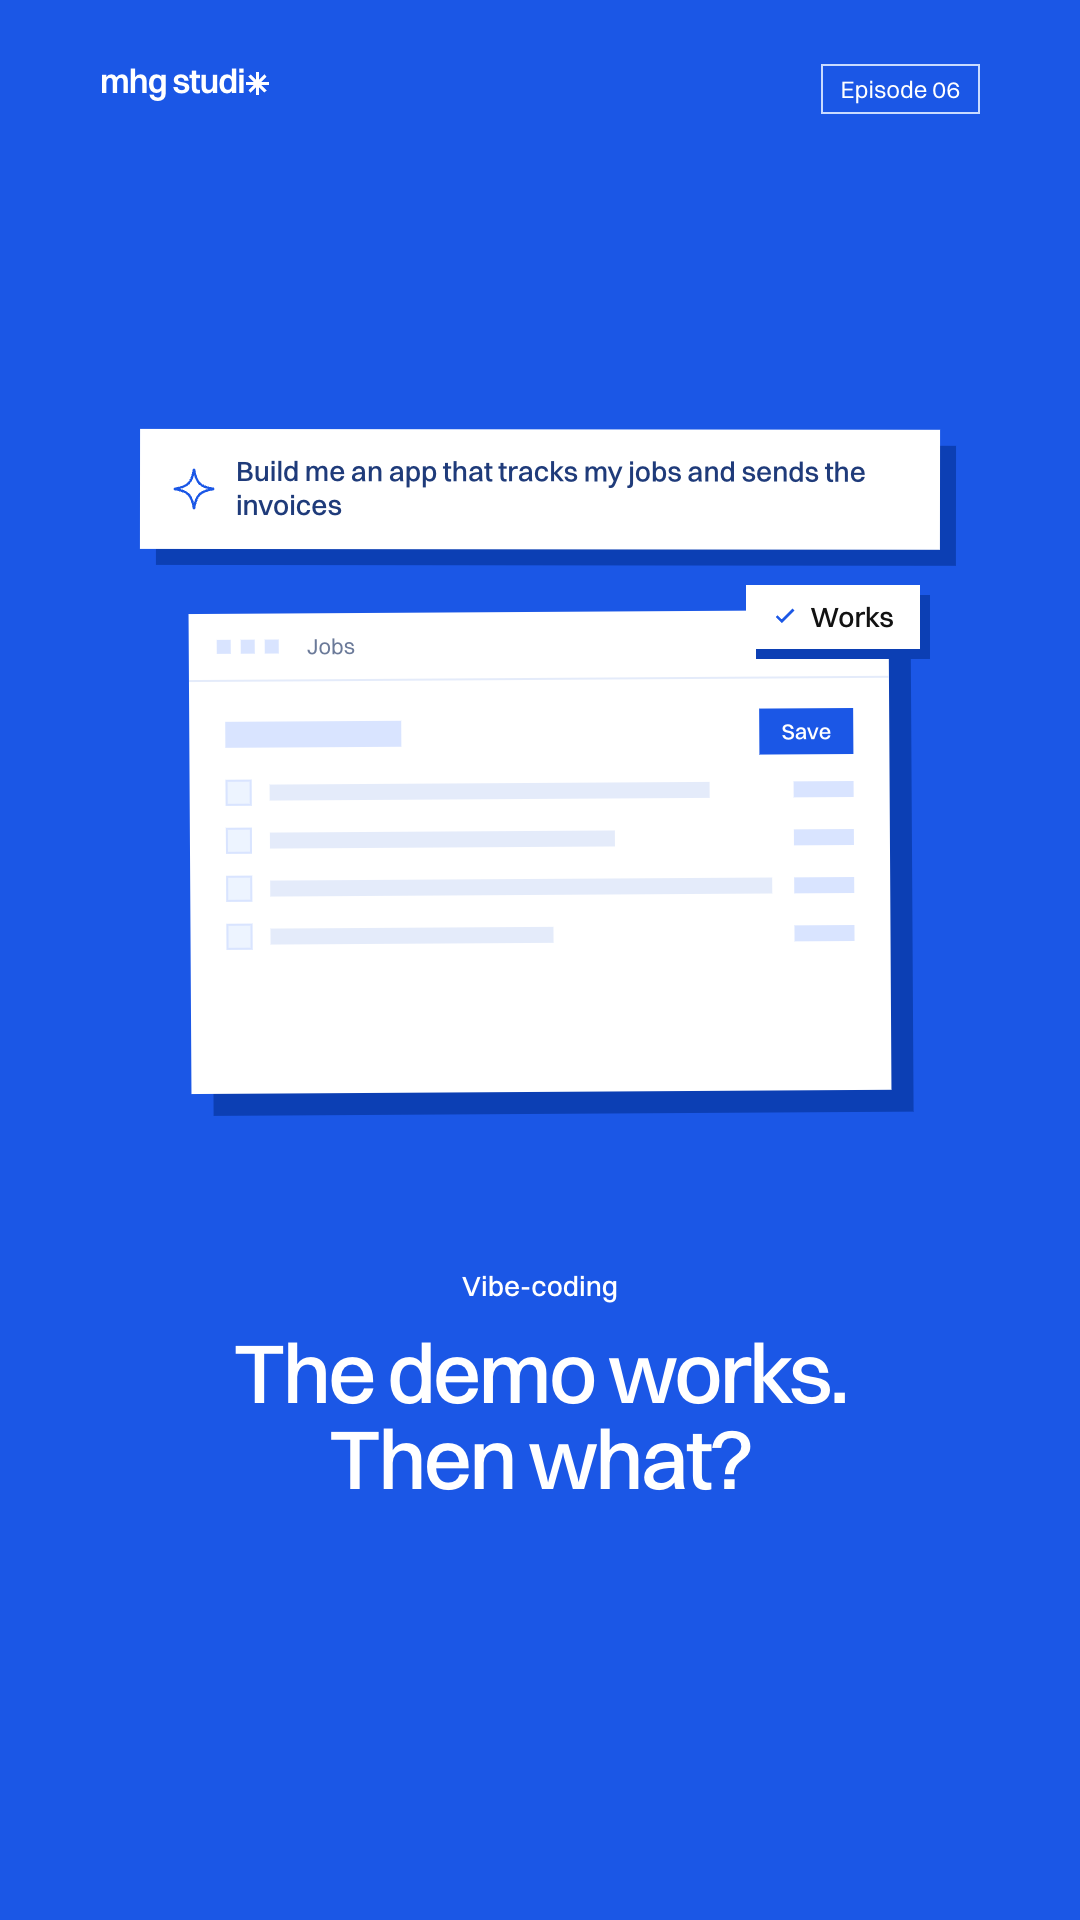 mhg studi*
Episode 06
Build me an app that tracks my jobs and sends the
invoices
Works
Jobs
Save
Vibe-coding
The demo works.
Then what?